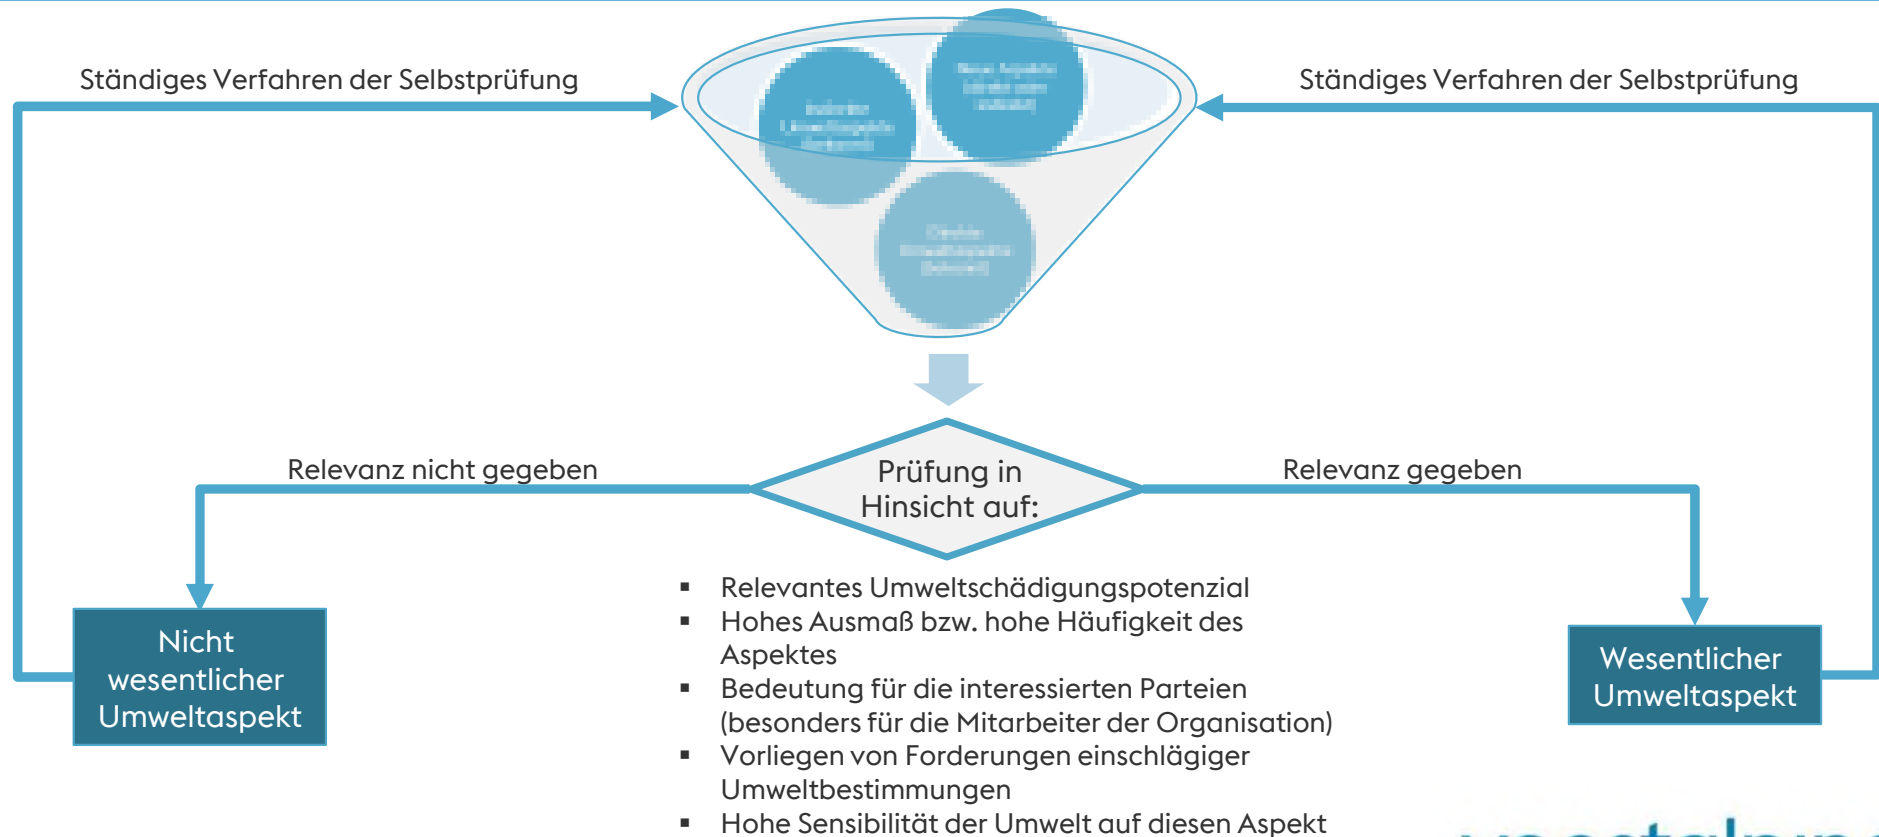 Ständiges Verfahren der Selbstprüfung
Ständiges Verfahren der Selbstprüfung
Relevanz nicht gegeben
Prüfung in
Hinsicht auf:
Relevanz gegeben
Nicht
wesentlicher
Umweltaspekt
▪ Relevantes Umweltschädigungspotenzial
▪ Hohes Ausmaß bzw. hohe Häufigkeit des
Aspektes
▪ Bedeutung für die interessierten Parteien
(besonders für die Mitarbeiter der Organisation)
▪ Vorliegen von Forderungen einschlägiger
Umweltbestimmungen
▪ Hohe Sensibilität der Umwelt auf diesen Aspekt
Wesentlicher
Umweltaspekt